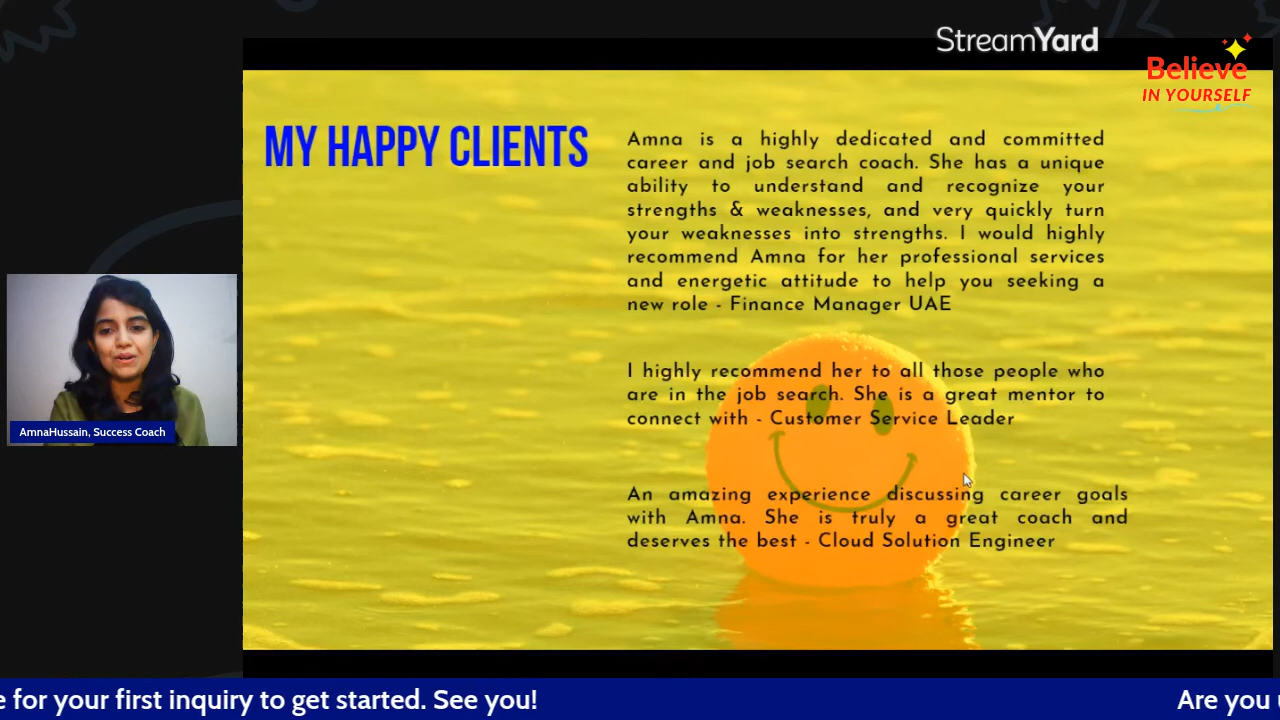 StreamYard
Believe
IN YOURSELF
MY HAPPY CLIENTS
Amna is a highly dedicated and committed
career and job search coach. She has a unique
ability to understand and recognize your
strengths & weaknesses, and very quickly turn
your weaknesses into strengths. I would highly
recommend Amna for her professional services
and energetic attitude to help you seeking a
new role - Finance Manager UAE
I highly recommend her to all those people who
are in the job search. She is a great mentor to
connect with - Customer Service Leader
An amazing experience discussing career goals
with Amna. She is truly a great coach and
deserves the best - Cloud Solution Engineer
AmnaHussain, Success Coach
e for your first inquiry to get started. See you!
Are you